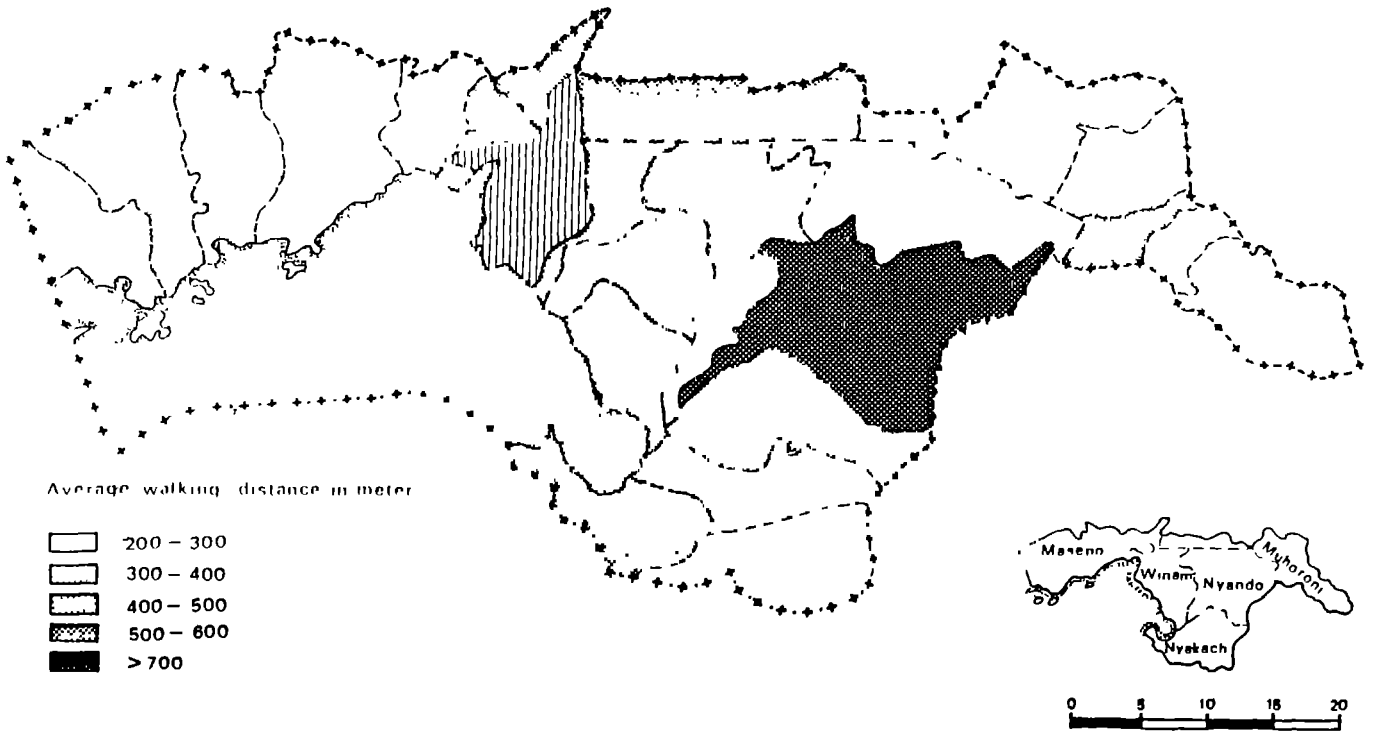 Average walking distance in meter
200 – 300
300 – 400
400 – 500
500 – 600
>700
Maseno
Winam
Nyando
Muhoroni
Nyakach
0 5 10 15 20